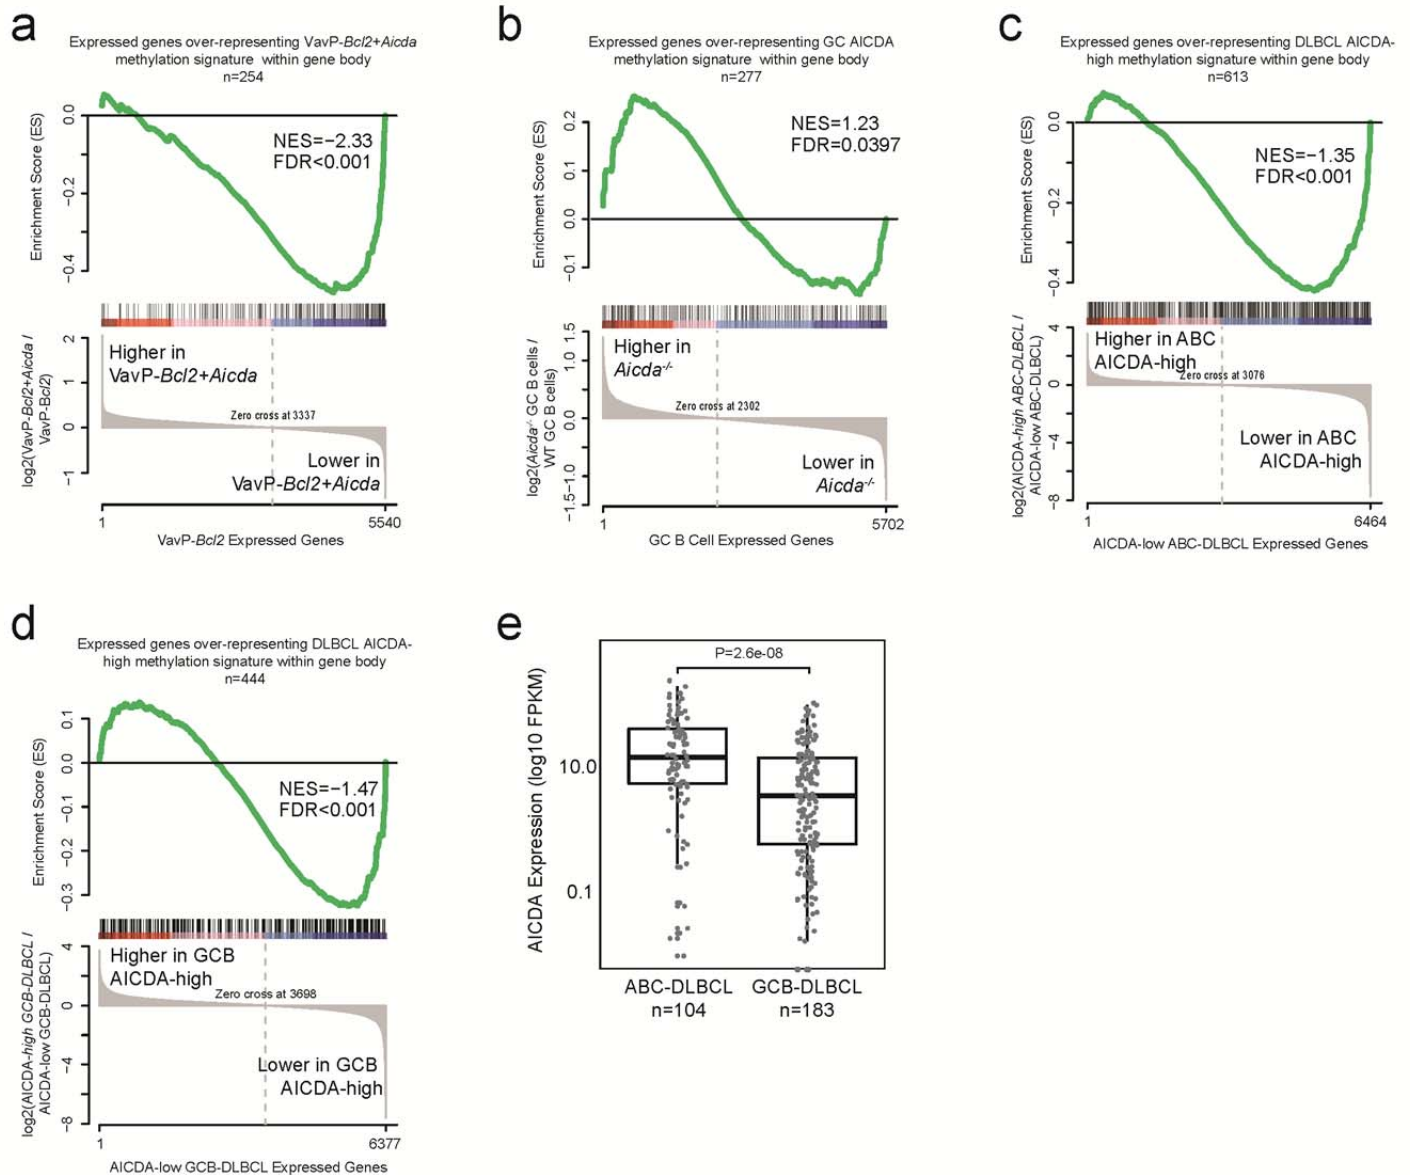 a
Expressed genes over-representing VavP-Bcl2+Aicda
methylation signature within gene body
n=254
Enrichment Score (ES)
0.0
−0.2
−0.4
NES=−2.33
FDR<0.001
log2(VavP-Bcl2+Aicda /
VavP-Bcl2)
2
1
0
−1
Higher in
VavP-Bcl2+Aicda
Zero cross at 3337
Lower in
VavP-Bcl2+Aicda
1
5540
VavP-Bcl2 Expressed Genes
b
Expressed genes over-representing GC AICDA
methylation signature within gene body
n=277
Enrichment Score (ES)
0.2
0.1
0.0
−0.1
NES=1.23
FDR=0.0397
log2(Aicda-/- GC B cells /
WT GC B cells)
1.5
1.0
0.0
−1.0
−1.5
Higher in
Aicda-/-
Zero cross at 2302
Lower in
Aicda-/-
1
5702
GC B Cell Expressed Genes
c
Expressed genes over-representing DLBCL AICDA-
high methylation signature within gene body
n=613
Enrichment Score (ES)
0.0
−0.2
−0.4
NES=−1.35
FDR<0.001
log2(AICDA-high ABC-DLBCL /
AICDA-low ABC-DLBCL)
4
0
−4
−8
Higher in ABC
AICDA-high
Zero cross at 3076
Lower in ABC
AICDA-high
1
6464
AICDA-low ABC-DLBCL Expressed Genes
d
Expressed genes over-representing DLBCL AICDA-
high methylation signature within gene body
n=444
Enrichment Score (ES)
0.1
0.0
−0.1
−0.2
−0.3
NES=−1.47
FDR<0.001
log2(AICDA-high GCB-DLBCL /
AICDA-low GCB-DLBCL)
4
0
−4
−8
Higher in GCB
AICDA-high
Zero cross at 3698
Lower in GCB
AICDA-high
1
6377
AICDA-low GCB-DLBCL Expressed Genes
e
AICDA Expression (log10 FPKM)
10.0
0.1
P=2.6e-08
ABC-DLBCL
n=104
GCB-DLBCL
n=183